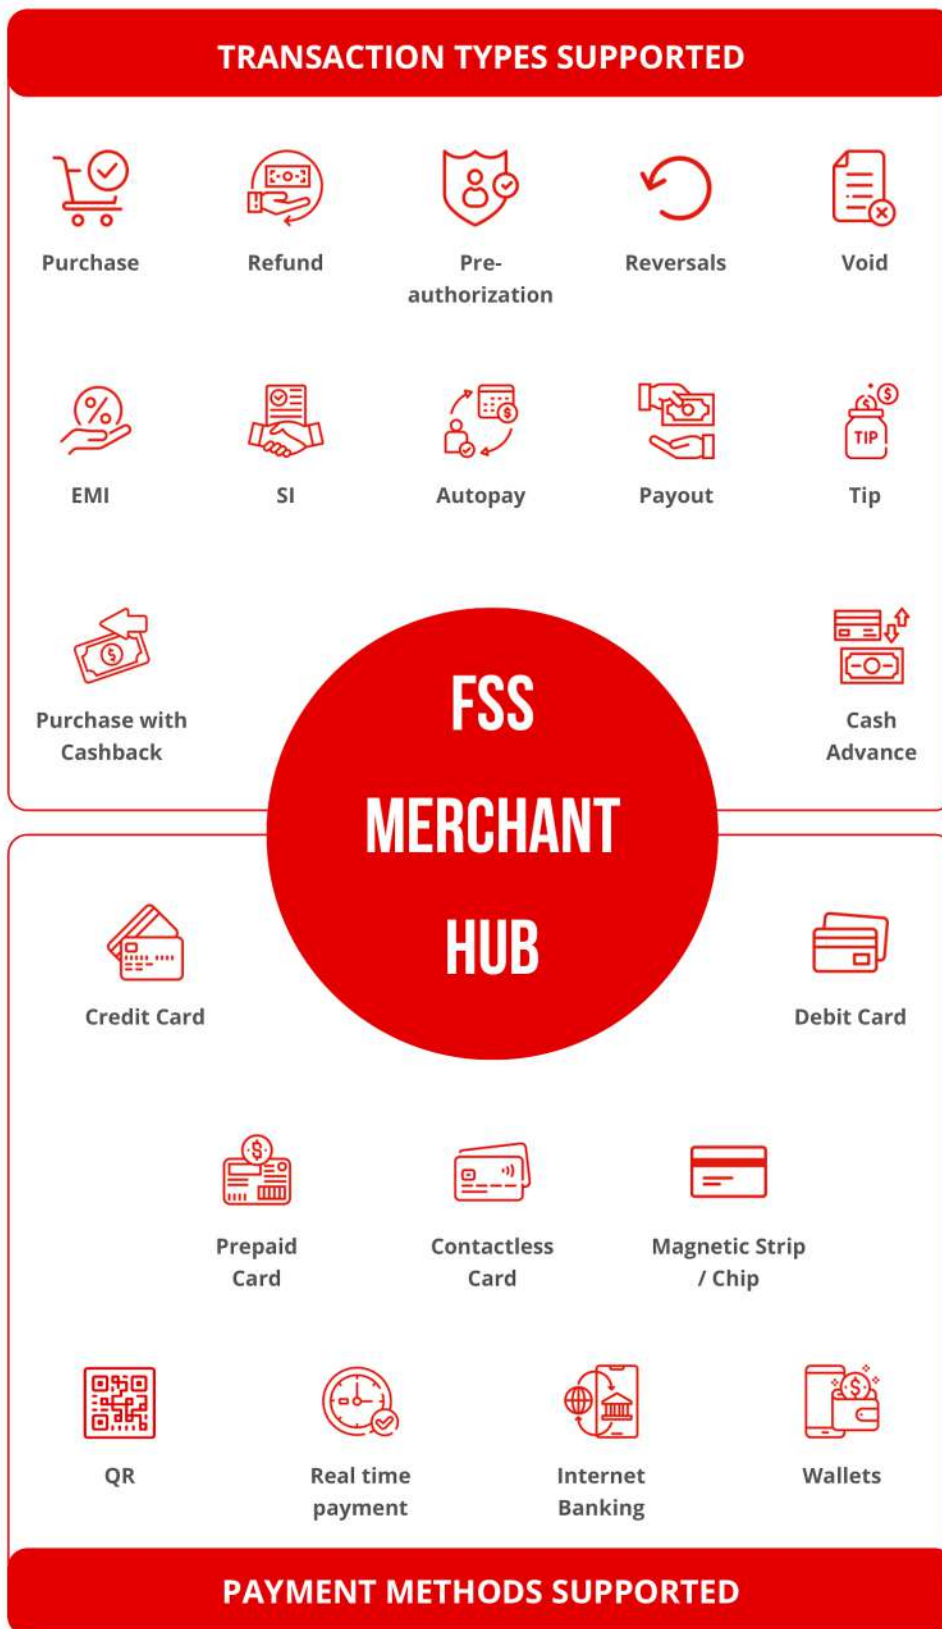 TRANSACTION TYPES SUPPORTED
Purchase
Refund
Pre-
authorization
Reversals
Void
EMI
SI
Autopay
Payout
TIP
Tip
Purchase with
Cashback
Cash
Advance
FSS
MERCHANT
HUB
Credit Card
Debit Card
Prepaid
Card
Contactless
Card
Magnetic Strip
/ Chip
QR
Real time
payment
Internet
Banking
Wallets
PAYMENT METHODS SUPPORTED